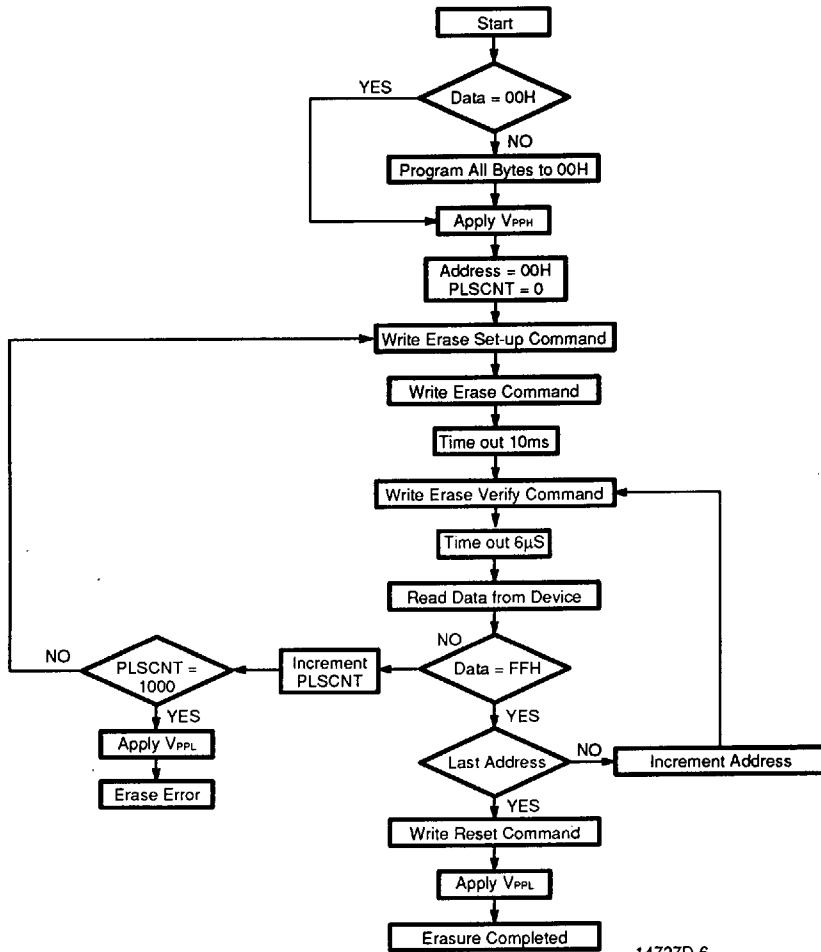 Start
YES
Data = 00H
NO
Program All Bytes to 00H
Apply VPPH
Address = 00H
PLSCNT = 0
Write Erase Set-up Command
Write Erase Command
Time out 10ms
Write Erase Verify Command
Time out 6µS
Read Data from Device
NO
Data = FFH
YES
Increment
PLSCNT
NO
PLSCNT =
1000
YES
Apply VPPL
Erase Error
Last Address
NO
Increment Address
YES
Write Reset Command
Apply VPPL
Erasure Completed
14727D-6